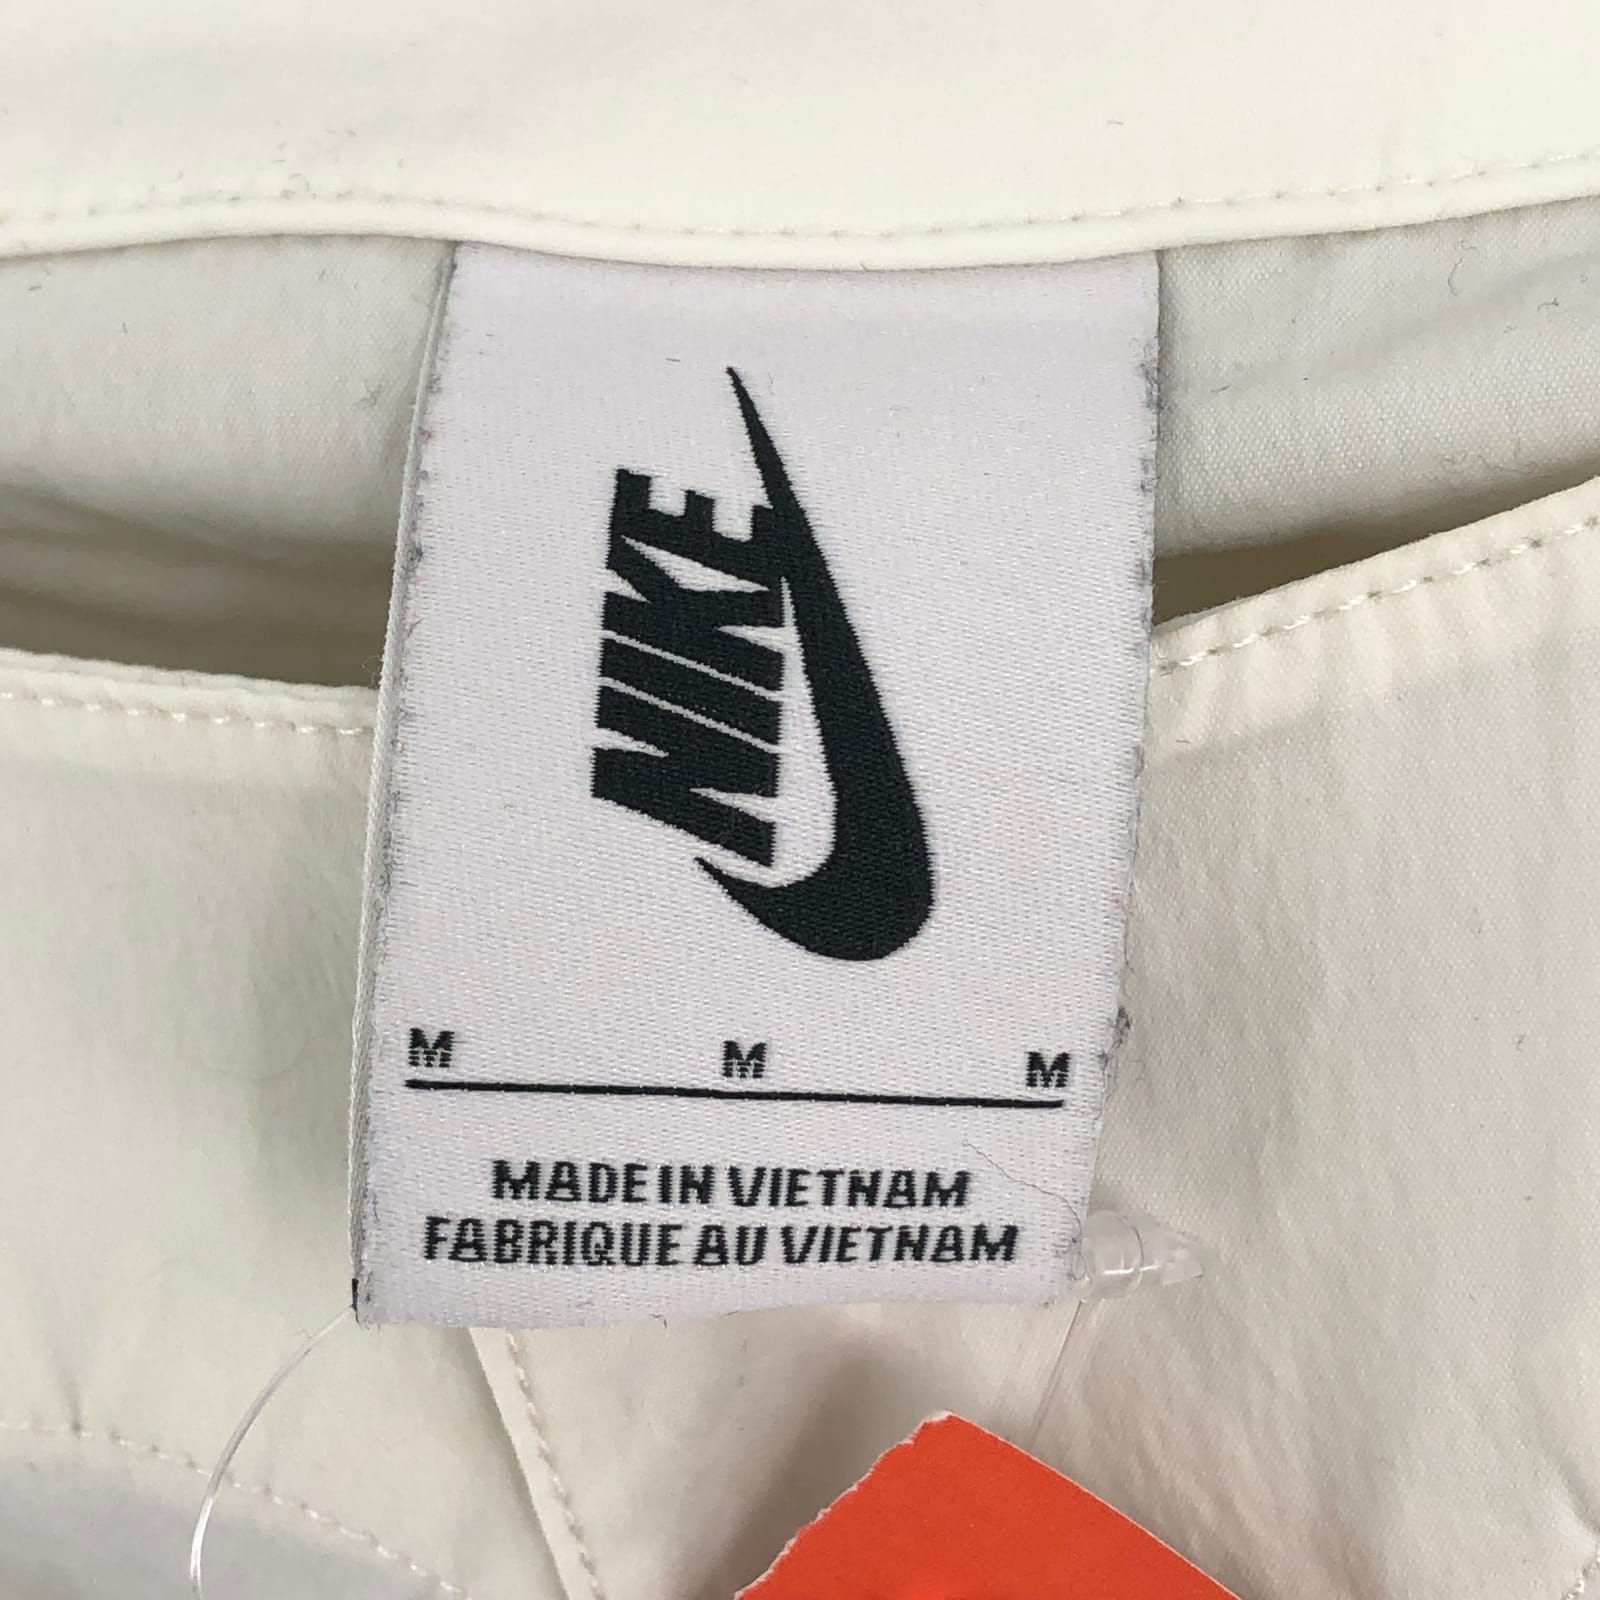 NIKE
M M M
MADE IN VIETNAM
FABRIQUE AU VIETNAM